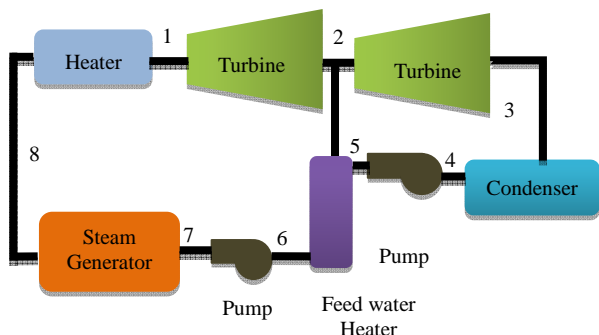 1
2
Heater
Turbine
Turbine
3
8
5
4
Condenser
Steam
Generator
7
6
Pump
Pump
Feed water
Heater